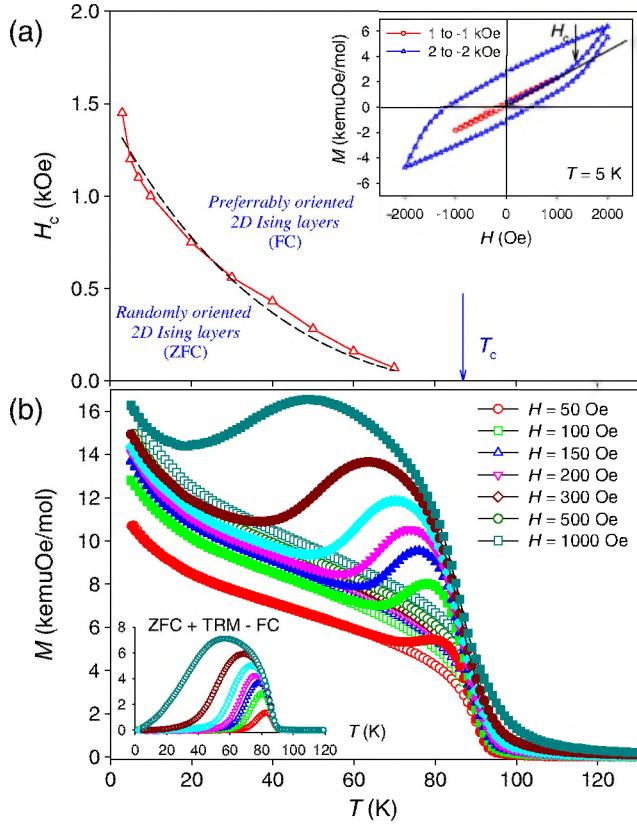 (a)
2.0
1.5
1.0
0.5
0.0
H_c (kOe)
Preferrably oriented
2D Ising layers
(FC)
Randomly oriented
2D Ising layers
(ZFC)
T_c
1 to -1 kOe
2 to -2 kOe
H_c
6
4
2
0
-2
-4
-6
M (kemuOe/mol)
T = 5 K
-2000 -1000 0 1000 2000
H (Oe)
(b)
16
14
12
10
8
6
4
2
0
M (kemuOe/mol)
H = 50 Oe
H = 100 Oe
H = 150 Oe
H = 200 Oe
H = 300 Oe
H = 500 Oe
H = 1000 Oe
ZFC + TRM - FC
8
6
4
2
0
0 20 40 60 80 100 120
T (K)
0 20 40 60 80 100 120
T (K)